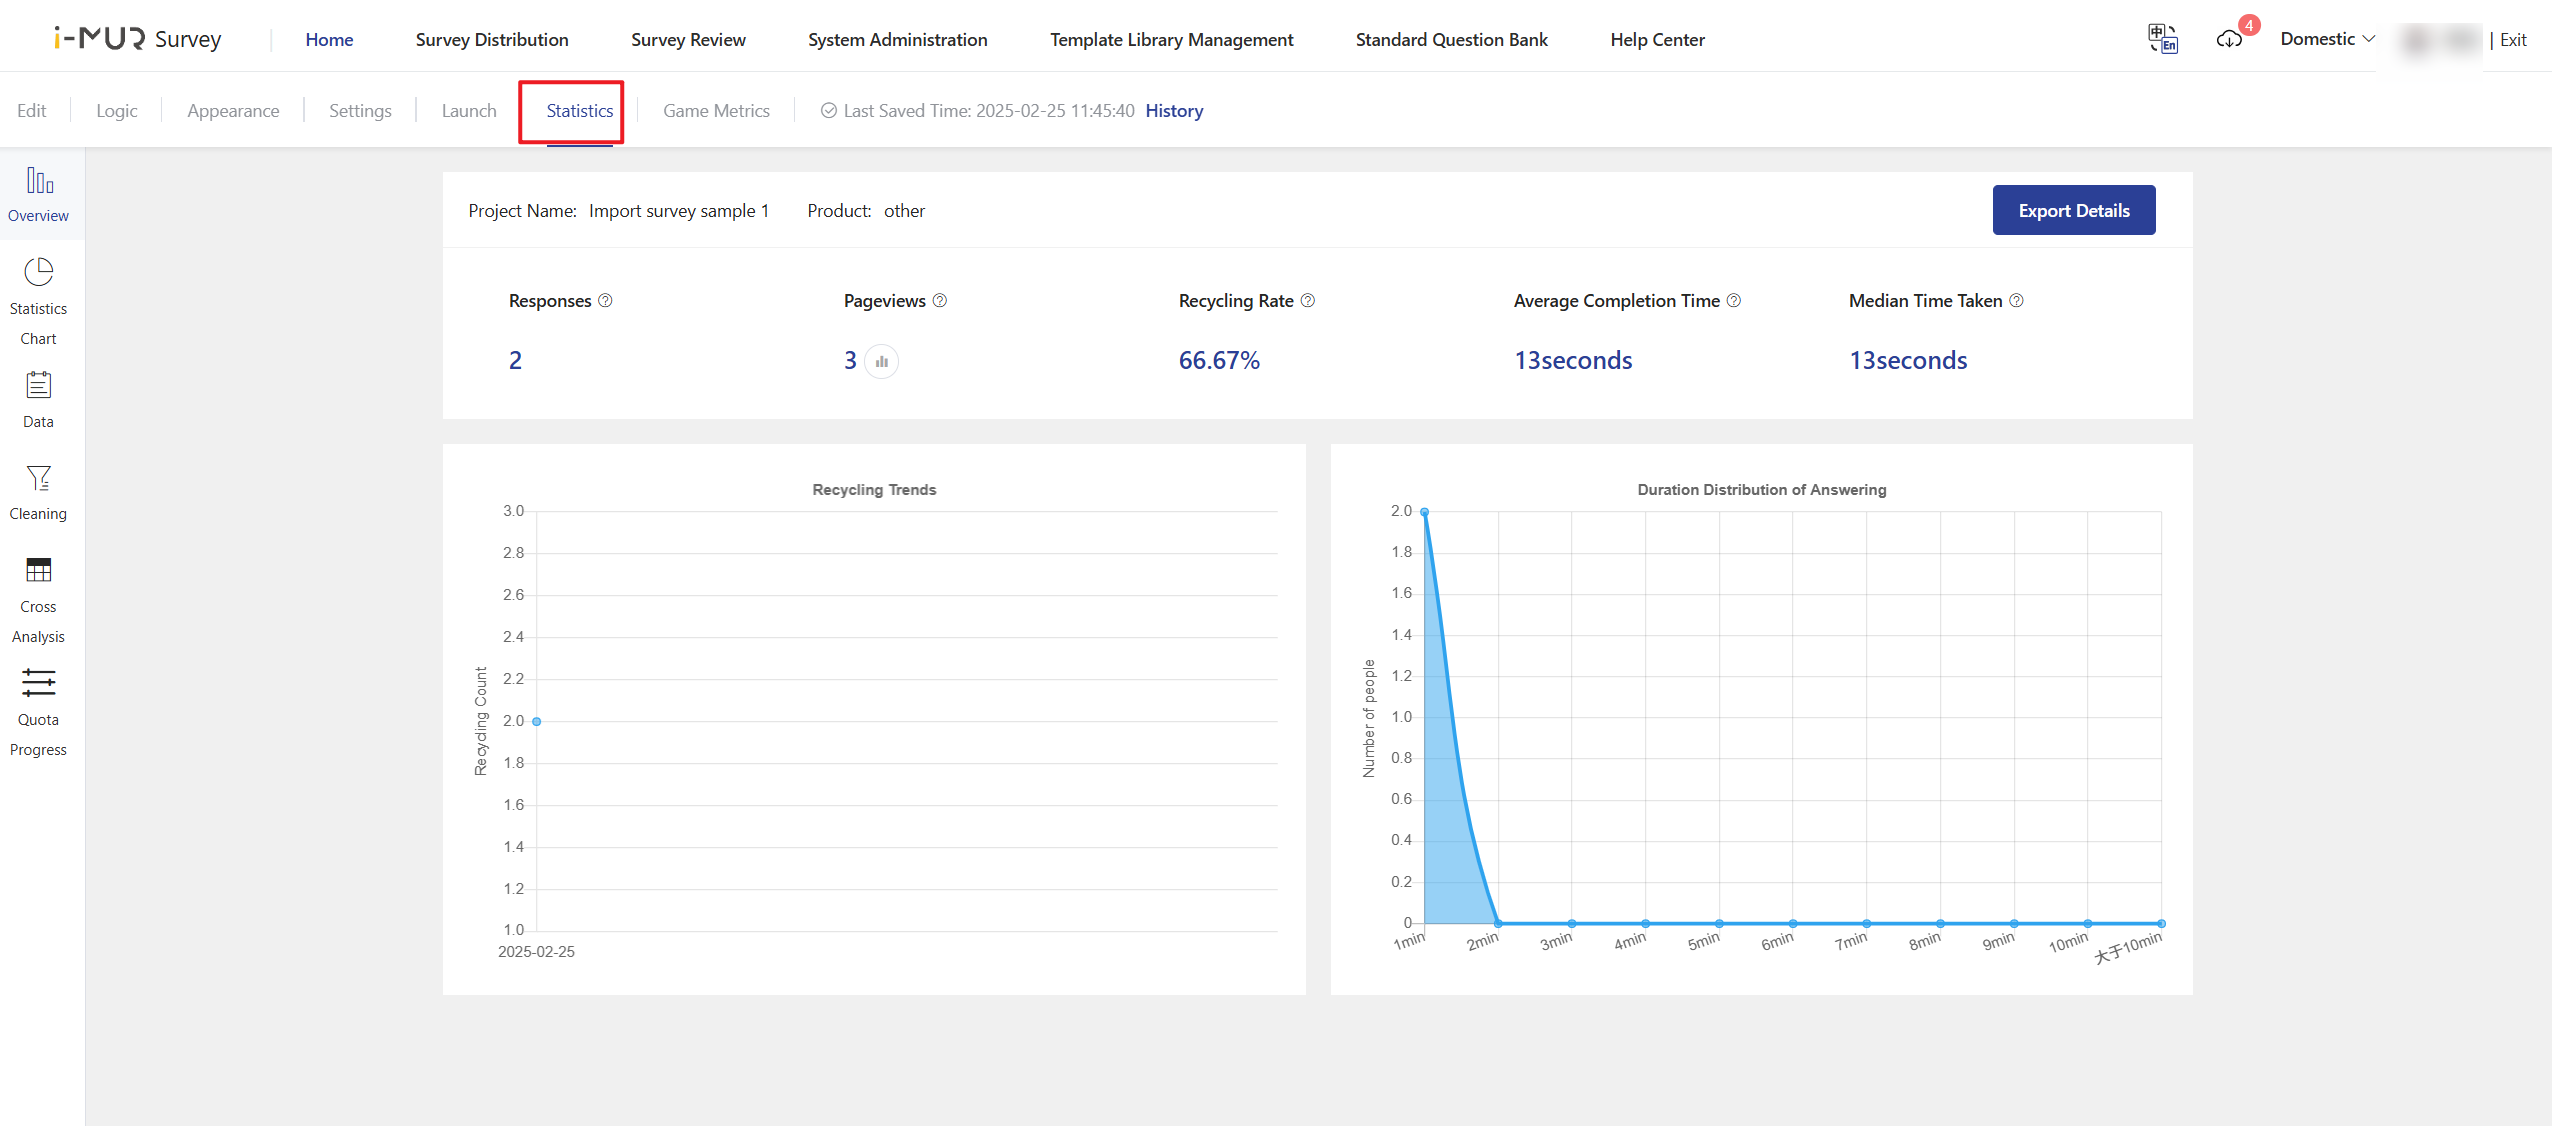 i-MUR Survey
Home
Survey Distribution
Survey Review
System Administration
Template Library Management
Standard Question Bank
Help Center
中
En
4
Domestic
| Exit
Edit
Logic
Appearance
Settings
Launch
Statistics
Game Metrics
Last Saved Time: 2025-02-25 11:45:40 History
Overview
Statistics
Chart
Data
Cleaning
Cross
Analysis
Quota
Progress
Project Name: Import survey sample 1
Product: other
Export Details
Responses
2
Pageviews
3
Recycling Rate
66.67%
Average Completion Time
13seconds
Median Time Taken
13seconds
Recycling Trends
Recycling Count
3.0
2.8
2.6
2.4
2.2
2.0
1.8
1.6
1.4
1.2
1.0
2025-02-25
Duration Distribution of Answering
Number of people
2.0
1.8
1.6
1.4
1.2
1.0
0.8
0.6
0.4
0.2
0
1min
2min
3min
4min
5min
6min
7min
8min
9min
10min
大于10min